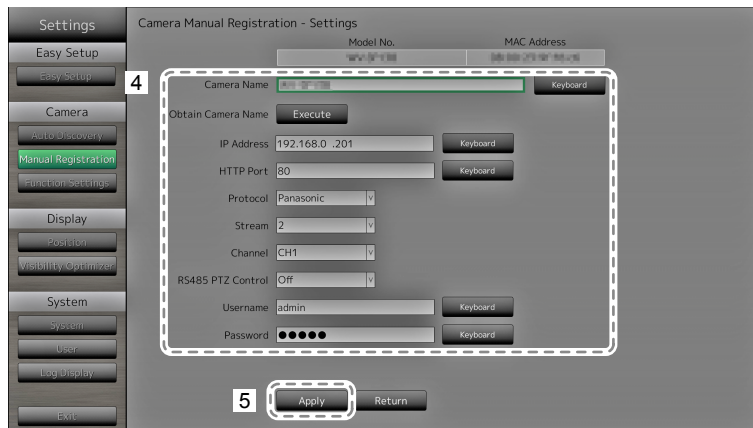 Settings
Camera Manual Registration - Settings
Model No. MAC Address
Easy Setup
Easy Setup
4
Camera Name Keyboard
Camera
Obtain Camera Name Execute
Auto Discovery
IP Address 192.168.0 .201 Keyboard
Manual Registration
HTTP Port 80 Keyboard
Function Settings
Protocol Panasonic V
Display
Stream 2 V
Position
Channel CH1 V
Visibility Optimizer
RS485 PTZ Control Off V
System
Username admin Keyboard
System
Password ●●●●● Keyboard
User
Log Display
5
Apply Return
Exit